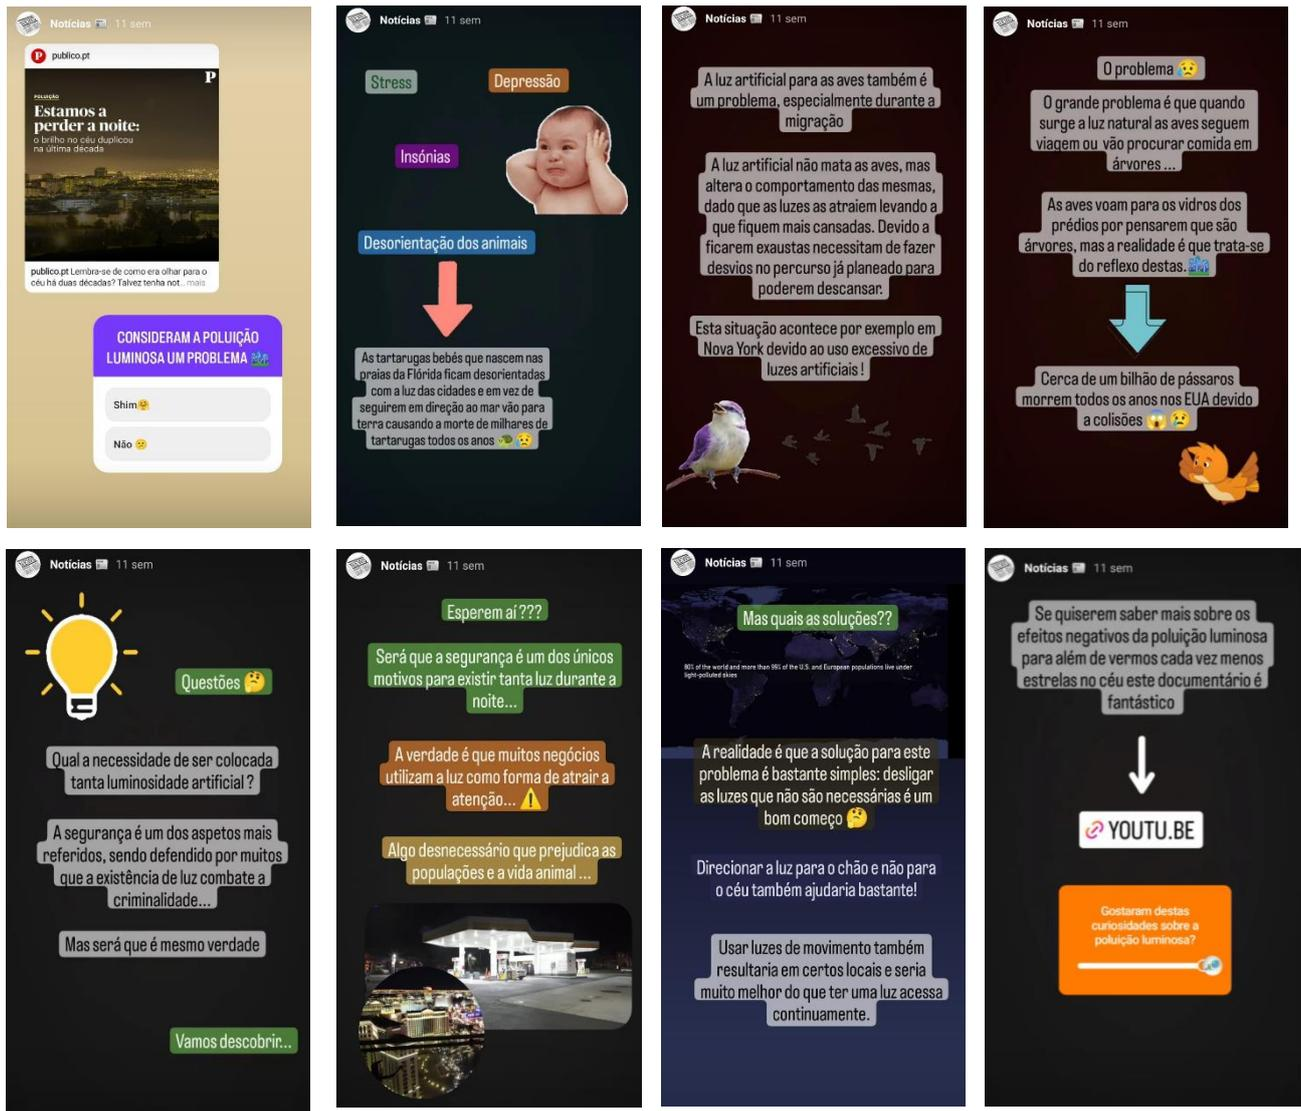 Notícias 📰 11 sem
publico.pt
P
POLUIÇÃO
Estamos a
perder a noite:
o brilho no céu duplicou
na última década
publico.pt Lembra-se de como era olhar para o
céu há duas décadas? Talvez tenha not... mais
CONSIDERAM A POLUIÇÃO
LUMINOSA UM PROBLEMA 🏙️
Shim🤗
Não 😕
Notícias 📰 11 sem
Stress
Depressão
Insónias
Desorientação dos animais
As tartarugas bebés que nascem nas
praias da Flórida ficam desorientadas
com a luz das cidades e em vez de
seguirem em direção ao mar vão para
terra causando a morte de milhares de
tartarugas todos os anos 🐢😥
Notícias 📰 11 sem
A luz artificial para as aves também é
um problema, especialmente durante a
migração
A luz artificial não mata as aves, mas
altera o comportamento das mesmas,
dado que as luzes as atraiem levando a
que fiquem mais cansadas. Devido a
ficarem exaustas necessitam de fazer
desvios no percurso já planeado para
poderem descansar.
Esta situação acontece por exemplo em
Nova York devido ao uso excessivo de
luzes artificiais !
Notícias 📰 11 sem
O problema 😥
O grande problema é que quando
surge a luz natural as aves seguem
viagem ou vão procurar comida em
árvores ...
As aves voam para os vidros dos
prédios por pensarem que são
árvores, mas a realidade é que trata-se
do reflexo destas.🏙️
Cerca de um bilhão de pássaros
morrem todos os anos nos EUA devido
a colisões 😱😥
Notícias 📰 11 sem
Questões 🤔
Qual a necessidade de ser colocada
tanta luminosidade artificial ?
A segurança é um dos aspetos mais
referidos, sendo defendido por muitos
que a existência de luz combate a
criminalidade...
Mas será que é mesmo verdade
Vamos descobrir...
Notícias 📰 11 sem
Esperem aí ???
Será que a segurança é um dos únicos
motivos para existir tanta luz durante a
noite...
A verdade é que muitos negócios
utilizam a luz como forma de atrair a
atenção... ⚠️
Algo desnecessário que prejudica as
populações e a vida animal ...
Notícias 📰 11 sem
Mas quais as soluções??
80% of the world and more than 99% of the U.S. and European populations live under
light-polluted skies
A realidade é que a solução para este
problema é bastante simples: desligar
as luzes que não são necessárias é um
bom começo 🤔
Direcionar a luz para o chão e não para
o céu também ajudaria bastante!
Usar luzes de movimento também
resultaria em certos locais e seria
muito melhor do que ter uma luz acessa
continuamente.
Notícias 📰 11 sem
Se quiserem saber mais sobre os
efeitos negativos da poluição luminosa
para além de vermos cada vez menos
estrelas no céu este documentário é
fantástico
YOUTU.BE
Gostaram destas
curiosidades sobre a
poluição luminosa?